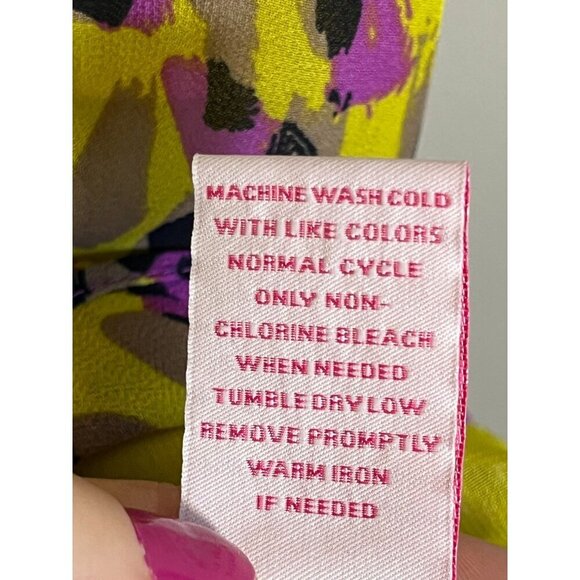 MACHINE WASH COLD
WITH LIKE COLORS
NORMAL CYCLE
ONLY NON-
CHLORINE BLEACH
WHEN NEEDED
TUMBLE DRY LOW
REMOVE PROMPTLY
WARM IRON
IF NEEDED